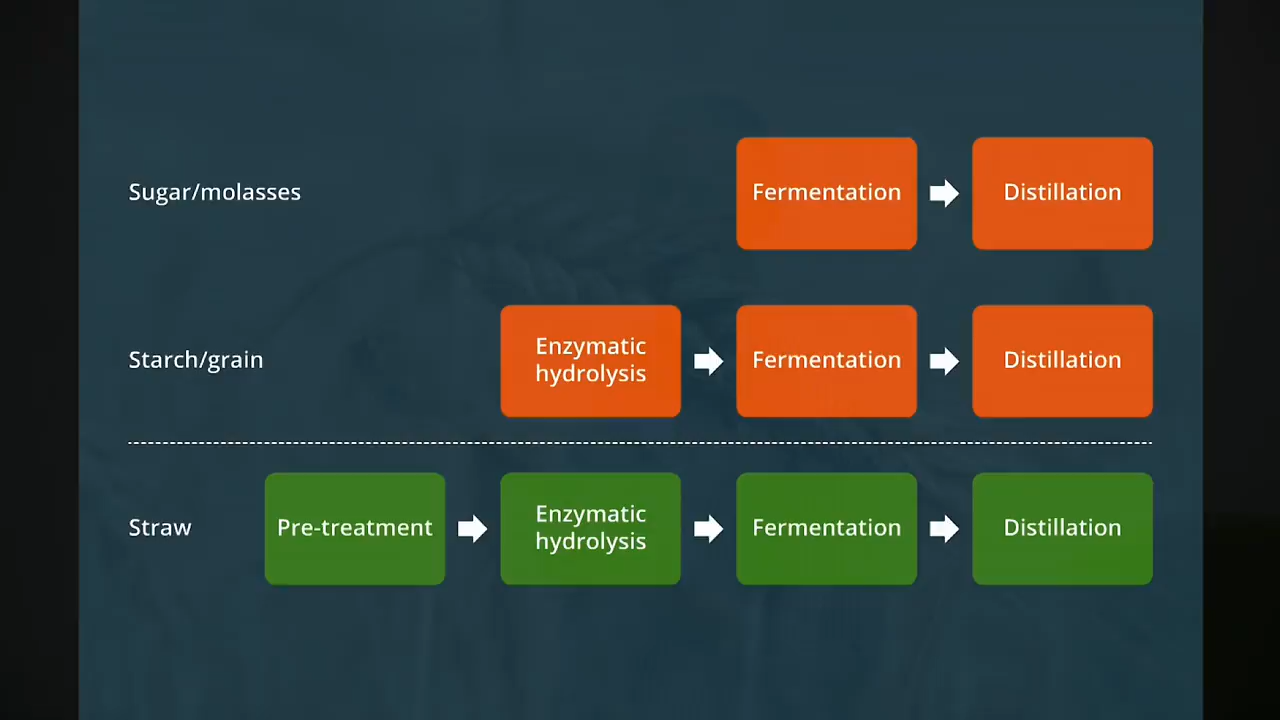 Sugar/molasses
Fermentation
Distillation
Starch/grain
Enzymatic
hydrolysis
Fermentation
Distillation
Straw
Pre-treatment
Enzymatic
hydrolysis
Fermentation
Distillation